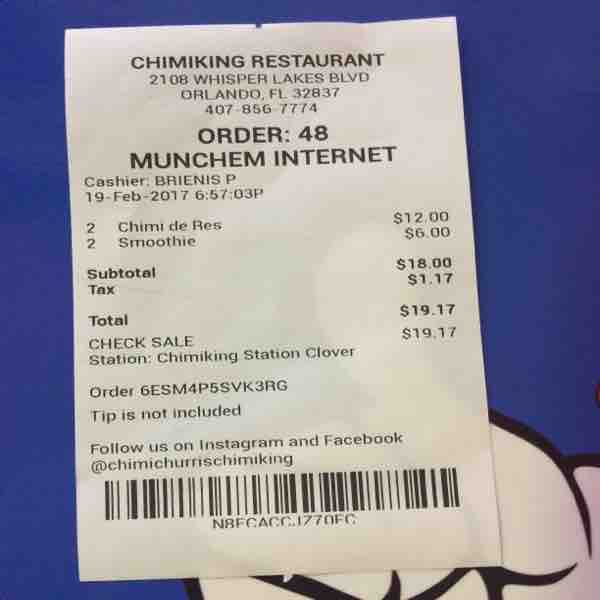 CHIMIKING RESTAURANT
2108 WHISPER LAKES BLVD
ORLANDO, FL 32837
407-856-7774
ORDER: 48
MUNCHEM INTERNET
Cashier: BRIENIS P
19-Feb-2017 6:57:03P
2 Chimi de Res $12.00
2 Smoothie $6.00
Subtotal $18.00
Tax $1.17
Total $19.17
CHECK SALE $19.17
Station: Chimiking Station Clover
Order 6ESM4P5SVK3RG
Tip is not included
Follow us on Instagram and Facebook
@chimichurrischimiking